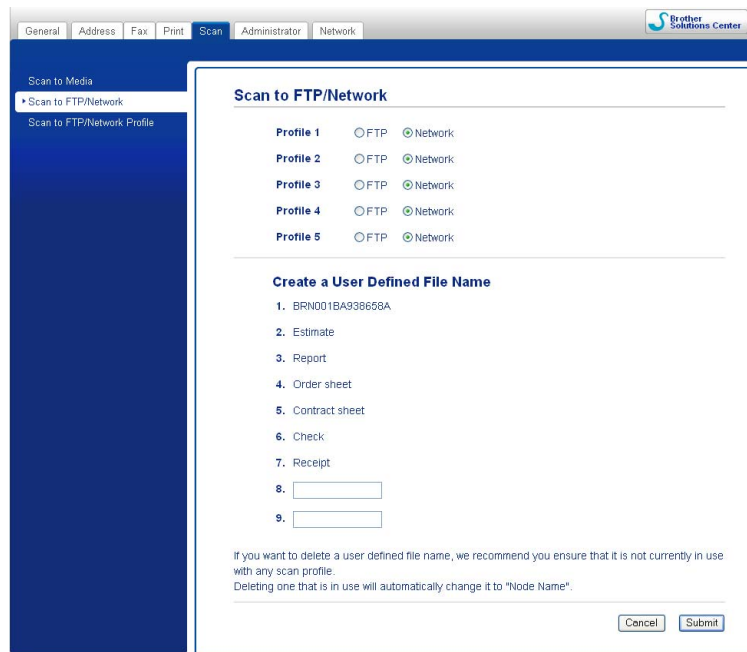 General Address Fax Print Scan Administrator Network
Brother
Solutions Center
Scan to Media
Scan to FTP/Network
Scan to FTP/Network Profile
Scan to FTP/Network
Profile 1 FTP Network
Profile 2 FTP Network
Profile 3 FTP Network
Profile 4 FTP Network
Profile 5 FTP Network
Create a User Defined File Name
1. BRN001BA938658A
2. Estimate
3. Report
4. Order sheet
5. Contract sheet
6. Check
7. Receipt
8.
9.
If you want to delete a user defined file name, we recommend you ensure that it is not currently in use
with any scan profile.
Deleting one that is in use will automatically change it to "Node Name".
Cancel Submit